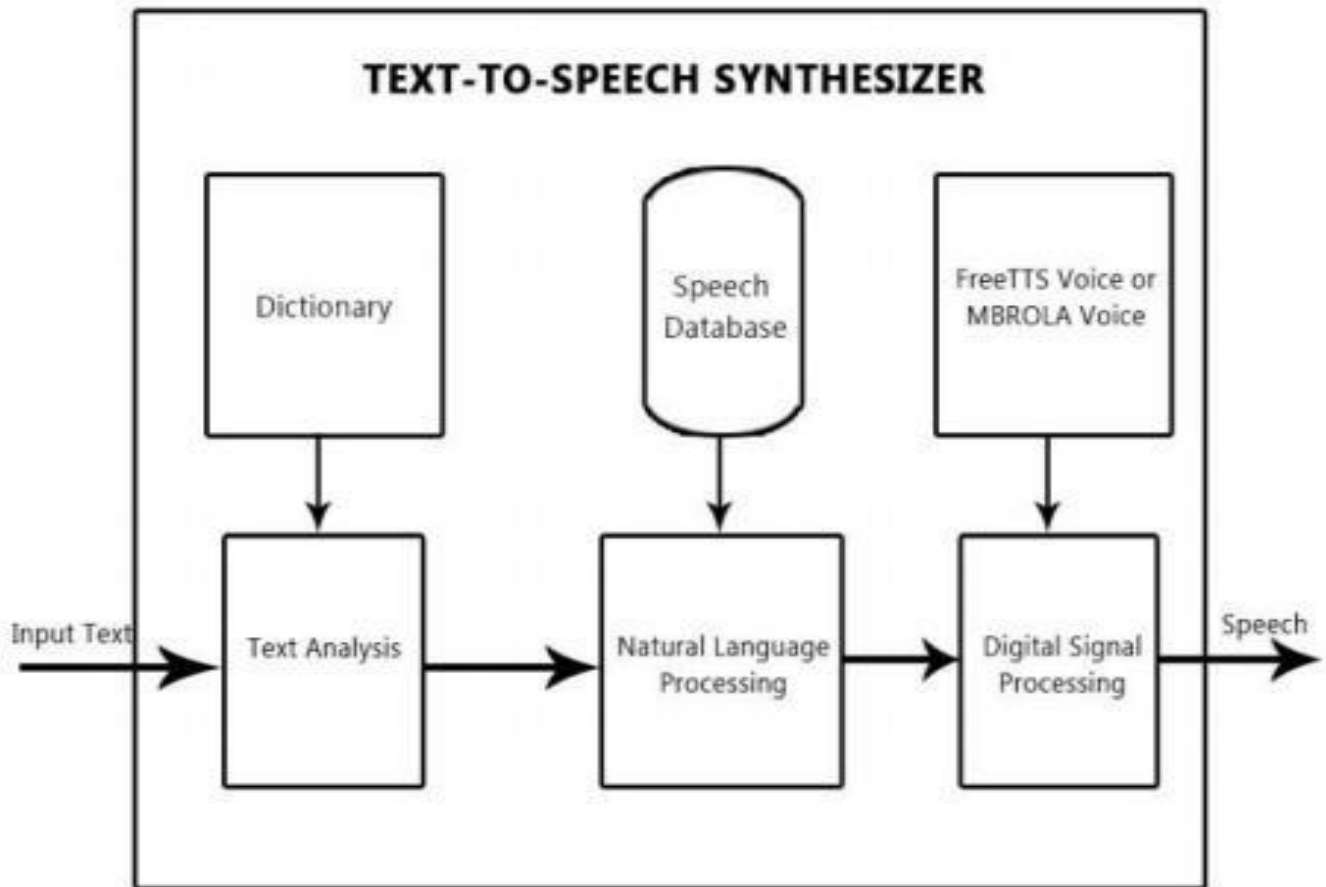 TEXT-TO-SPEECH SYNTHESIZER
Dictionary
Speech
Database
FreeTTS Voice or
MBROLA Voice
Input Text
Text Analysis
Natural Language
Processing
Digital Signal
Processing
Speech